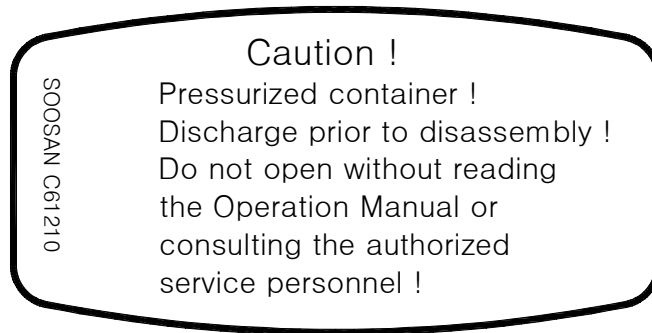 Caution !
Pressurized container !
Discharge prior to disassembly !
Do not open without reading
the Operation Manual or
consulting the authorized
service personnel !
SOOSAN C61210